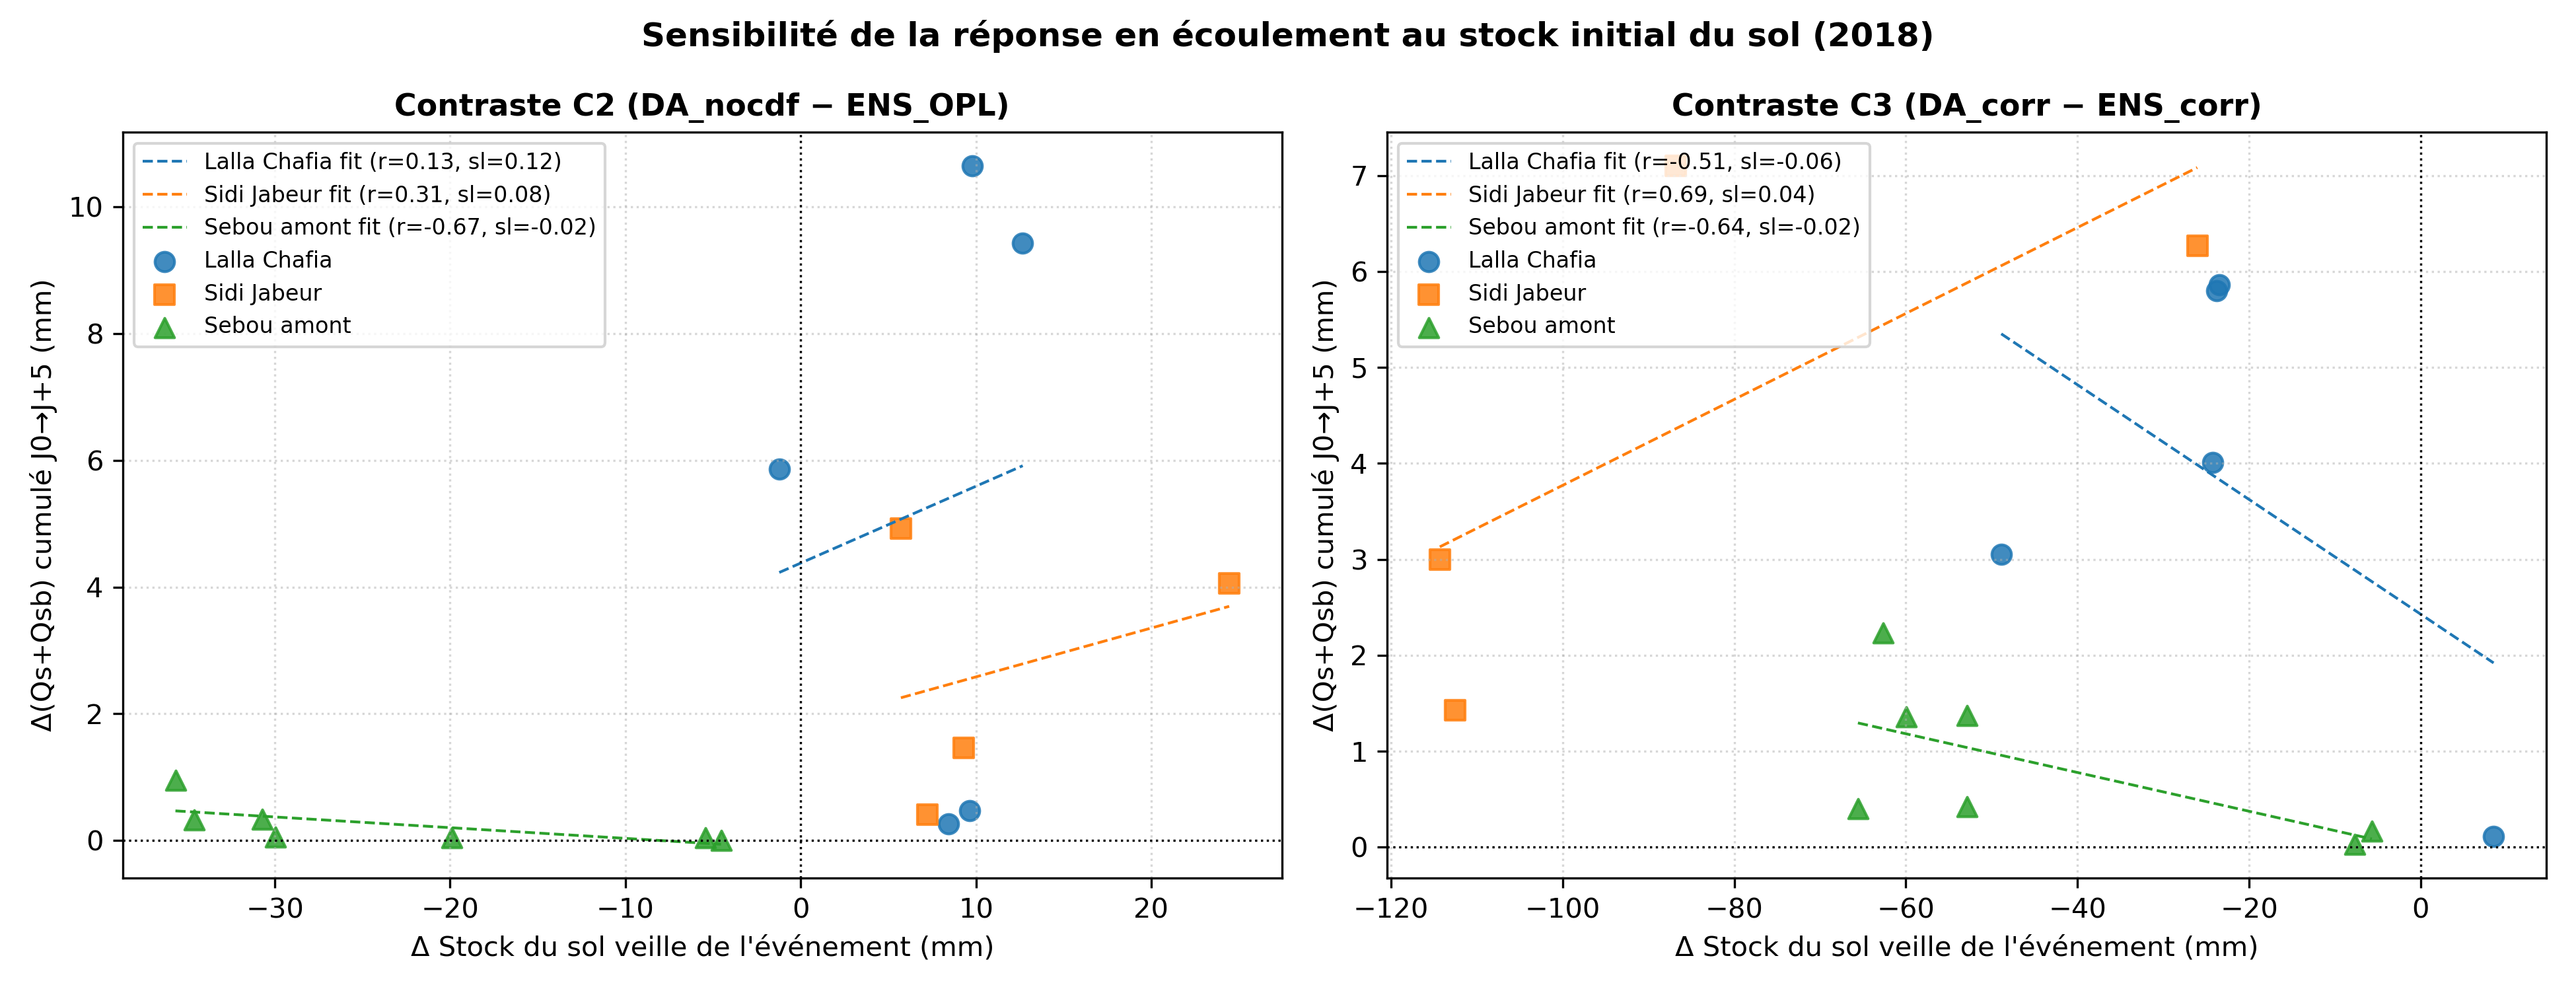 Sensibilité de la réponse en écoulement au stock initial du sol (2018)
Contraste C2 (DA_nocdf − ENS_OPL)
Lalla Chafia fit (r=0.13, sl=0.12)
Sidi Jabeur fit (r=0.31, sl=0.08)
Sebou amont fit (r=-0.67, sl=-0.02)
Lalla Chafia
Sidi Jabeur
Sebou amont
Δ(Qs+Qsb) cumulé J0→J+5 (mm)
10
8
6
4
2
0
−30 −20 −10 0 10 20
Δ Stock du sol veille de l'événement (mm)
Contraste C3 (DA_corr − ENS_corr)
Lalla Chafia fit (r=-0.51, sl=-0.06)
Sidi Jabeur fit (r=0.69, sl=0.04)
Sebou amont fit (r=-0.64, sl=-0.02)
Lalla Chafia
Sidi Jabeur
Sebou amont
Δ(Qs+Qsb) cumulé J0→J+5 (mm)
7
6
5
4
3
2
1
0
−120 −100 −80 −60 −40 −20 0
Δ Stock du sol veille de l'événement (mm)